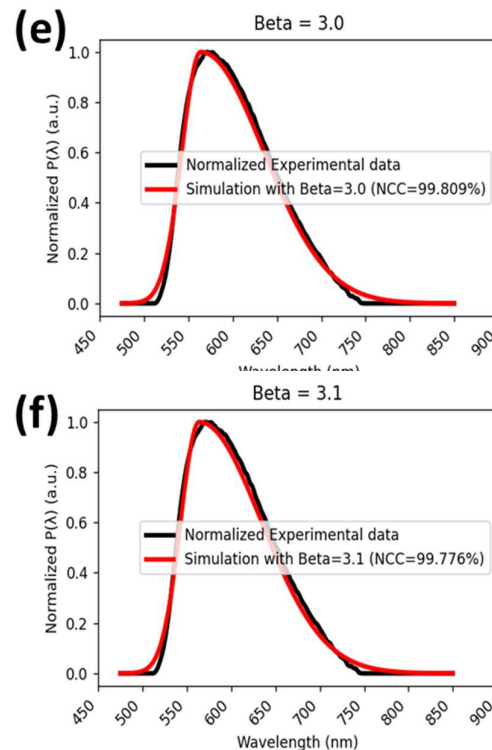 (e)
Beta = 3.0
Normalized P(λ) (a.u.)
1.0
0.8
0.6
0.4
0.2
0.0
Normalized Experimental data
Simulation with Beta=3.0 (NCC=99.809%)
450 500 550 600 650 700 750 800 850 900
Wavelength (nm)
(f)
Beta = 3.1
Normalized P(λ) (a.u.)
1.0
0.8
0.6
0.4
0.2
0.0
Normalized Experimental data
Simulation with Beta=3.1 (NCC=99.776%)
450 500 550 600 650 700 750 800 850 900
Wavelength (nm)